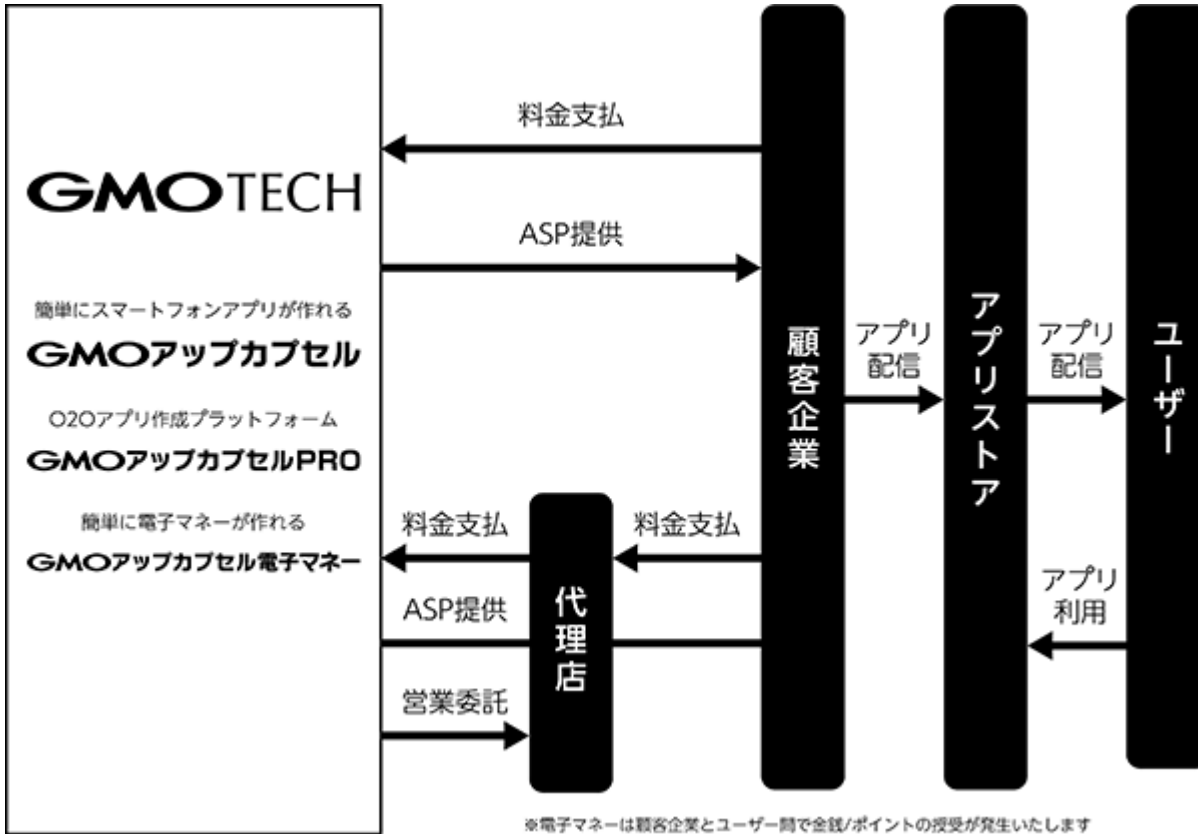 料金支払
GMOTECH
ASP提供
簡単にスマートフォンアプリが作れる
GMOアップカプセル
O2Oアプリ作成プラットフォーム
GMOアップカプセルPRO
簡単に電子マネーが作れる
GMOアップカプセル電子マネー
料金支払
ASP提供
営業委託
代理店
料金支払
顧客企業
アプリ
配信
アプリストア
アプリ
配信
アプリ
利用
ユーザー
※電子マネーは顧客企業とユーザー間で金銭/ポイントの授受が発生いたします